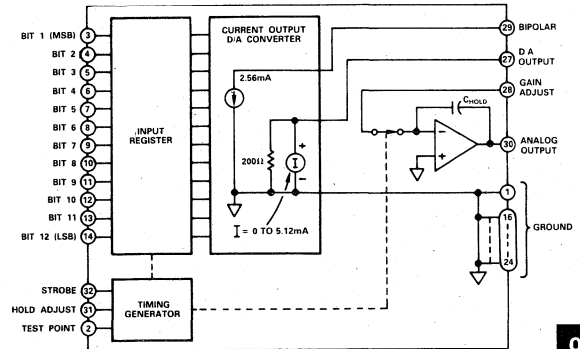 CURRENT OUTPUT
D/A CONVERTER
BIT 1 (MSB) 3
BIT 2 4
BIT 3 5
BIT 4 6
BIT 5 7
BIT 6 8
BIT 7 9
BIT 8 10
BIT 9 11
BIT 10 12
BIT 11 13
BIT 12 (LSB) 14
INPUT
REGISTER
2.56mA
200Ω
+
I
−
I = 0 TO 5.12mA
29 BIPOLAR
27 D A
OUTPUT
28 GAIN
ADJUST
CHOLD
−
+
30 ANALOG
OUTPUT
1
16
24
GROUND
STROBE 32
HOLD ADJUST 31
TEST POINT 2
TIMING
GENERATOR